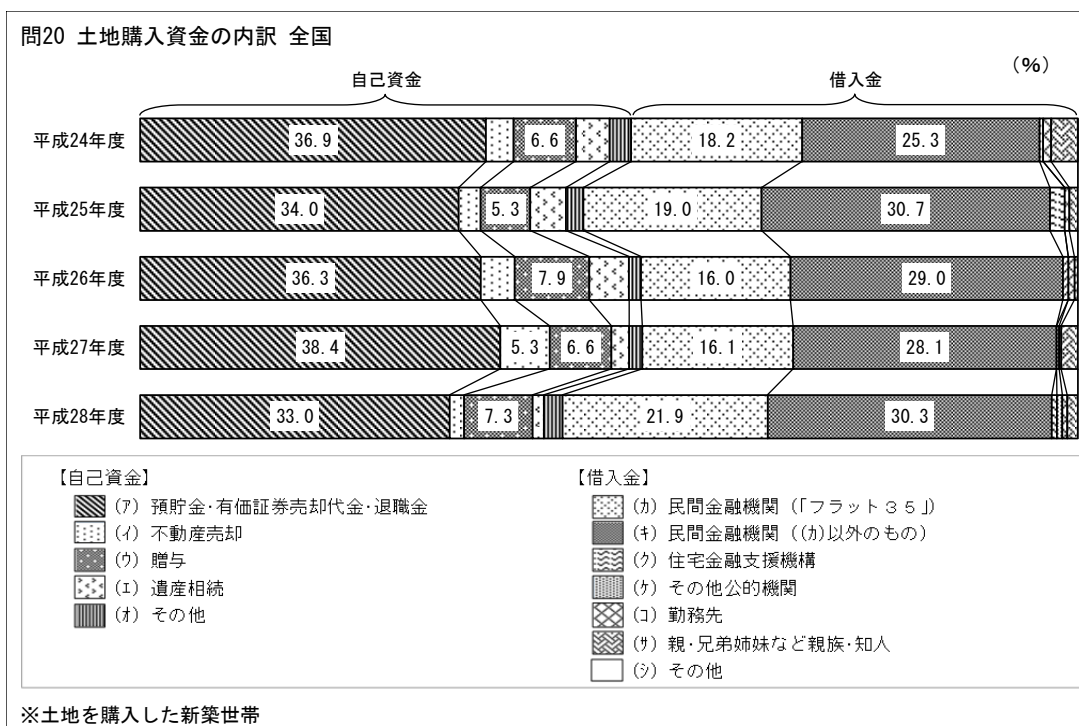 問20 土地購入資金の内訳 全国
(%)
自己資金 借入金
平成24年度 36.9 6.6 18.2 25.3
平成25年度 34.0 5.3 19.0 30.7
平成26年度 36.3 7.9 16.0 29.0
平成27年度 38.4 5.3 6.6 16.1 28.1
平成28年度 33.0 7.3 21.9 30.3
【自己資金】
(ｱ) 預貯金･有価証券売却代金･退職金
(ｲ) 不動産売却
(ｳ) 贈与
(ｴ) 遺産相続
(ｵ) その他
【借入金】
(ｶ) 民間金融機関（｢フラット３５｣）
(ｷ) 民間金融機関（(ｶ)以外のもの）
(ｸ) 住宅金融支援機構
(ｹ) その他公的機関
(ｺ) 勤務先
(ｻ) 親･兄弟姉妹など親族･知人
(ｼ) その他
※土地を購入した新築世帯